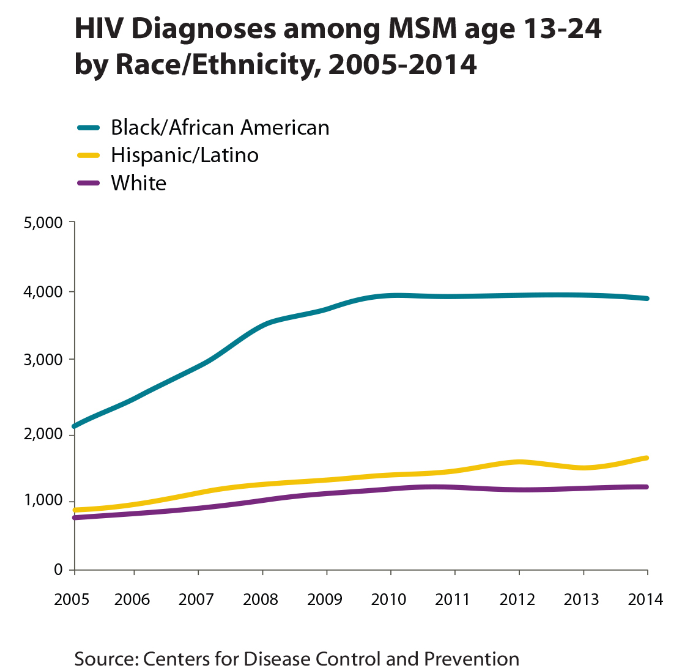 HIV Diagnoses among MSM age 13-24
by Race/Ethnicity, 2005-2014
Black/African American
Hispanic/Latino
White
5,000
4,000
3,000
2,000
1,000
0
2005 2006 2007 2008 2009 2010 2011 2012 2013 2014
Source: Centers for Disease Control and Prevention